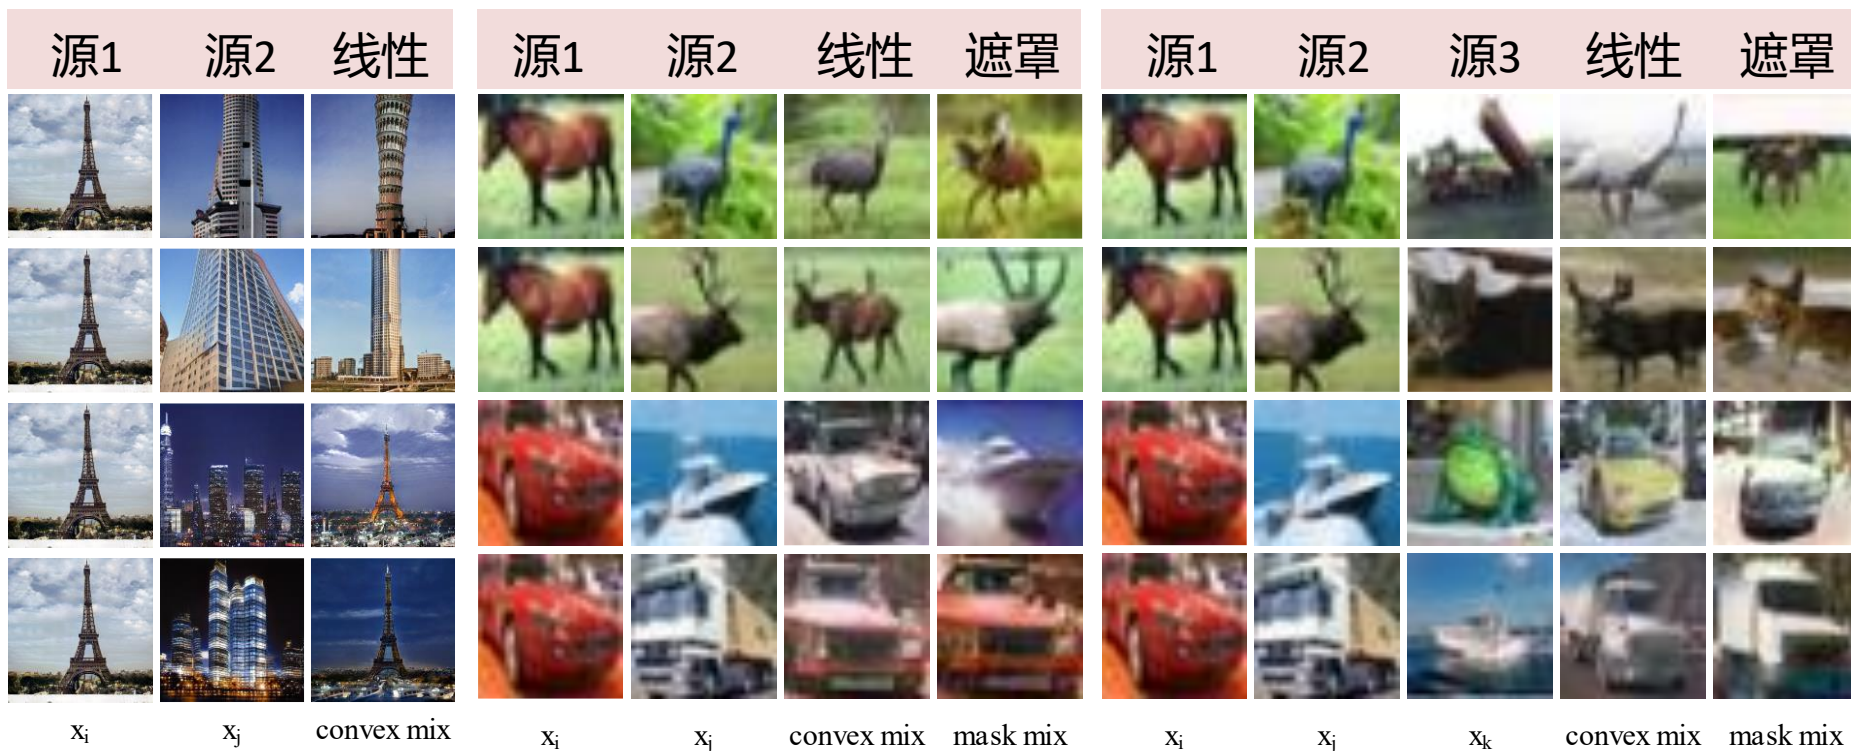 源1 源2 线性
源1 源2 线性 遮罩
源1 源2 源3 线性 遮罩
xi xj convex mix
xi xj convex mix mask mix
xi xj xk convex mix mask mix